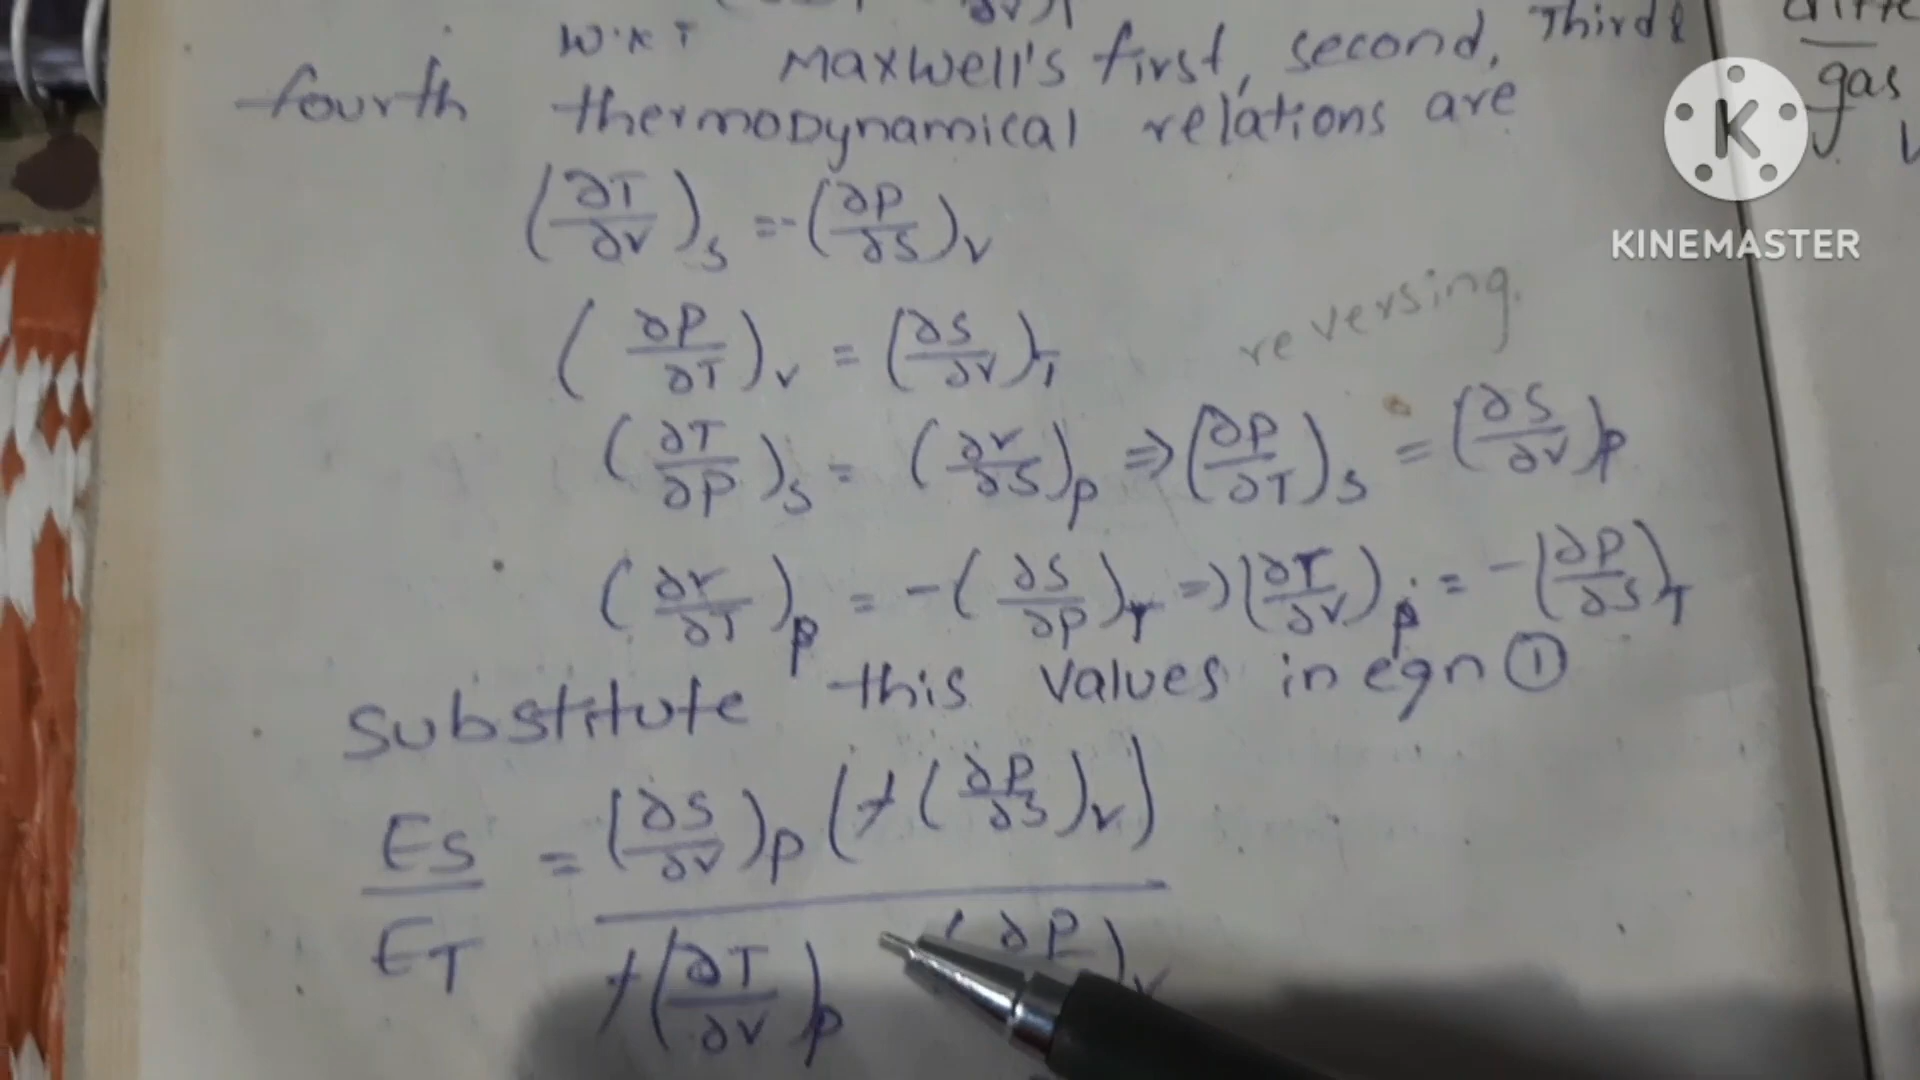 W.K.T Maxwell's first, second, Third &
fourth thermodynamical relations are
(∂T/∂V)S = -(∂P/∂S)V
(∂P/∂T)V = (∂S/∂V)T
reversing.
(∂T/∂P)S = (∂V/∂S)P ⇒ (∂P/∂T)S = (∂S/∂V)P
(∂V/∂T)P = -(∂S/∂P)T ⇒ (∂T/∂V)P = -(∂P/∂S)T
Substitute this values in eqn ①
ES/ET = (∂S/∂V)P (-(∂P/∂S)V) / -(∂T/∂V)P (∂P
gas
K
KINEMASTER